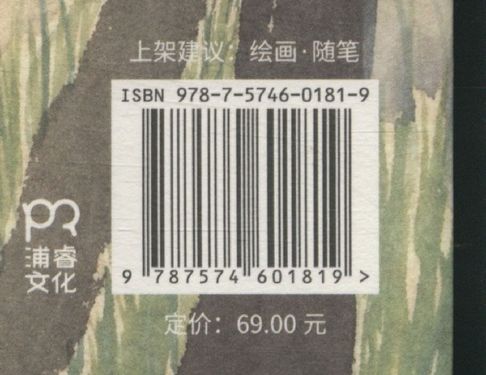 上架建议：绘画·随笔
ISBN 978-7-5746-0181-9
9 787574 601819 >
浦睿
文化
定价：69.00 元